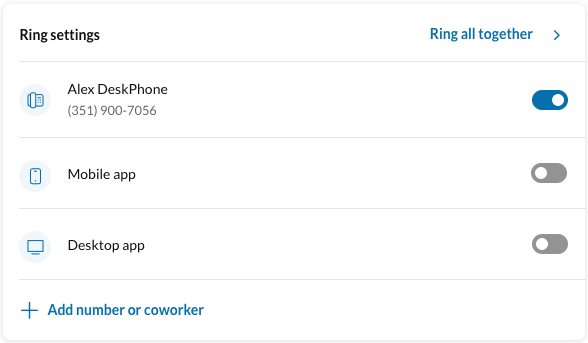 Ring settings
Ring all together
Alex DeskPhone
(351) 900-7056
Mobile app
Desktop app
Add number or coworker